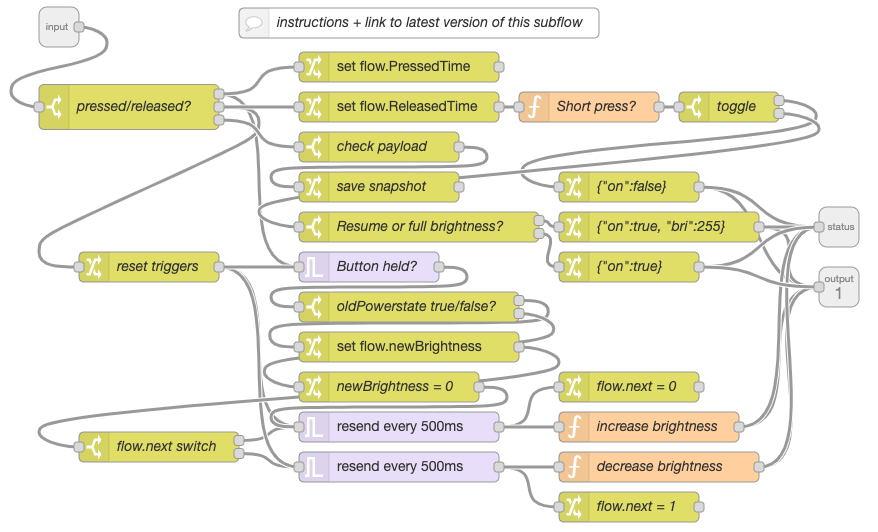 input
instructions + link to latest version of this subflow
set flow.PressedTime
pressed/released?
set flow.ReleasedTime
Short press?
toggle
check payload
save snapshot
{"on":false}
Resume or full brightness?
{"on":true, "bri":255}
status
reset triggers
Button held?
{"on":true}
output
1
oldPowerstate true/false?
set flow.newBrightness
newBrightness = 0
flow.next = 0
resend every 500ms
increase brightness
flow.next switch
resend every 500ms
decrease brightness
flow.next = 1